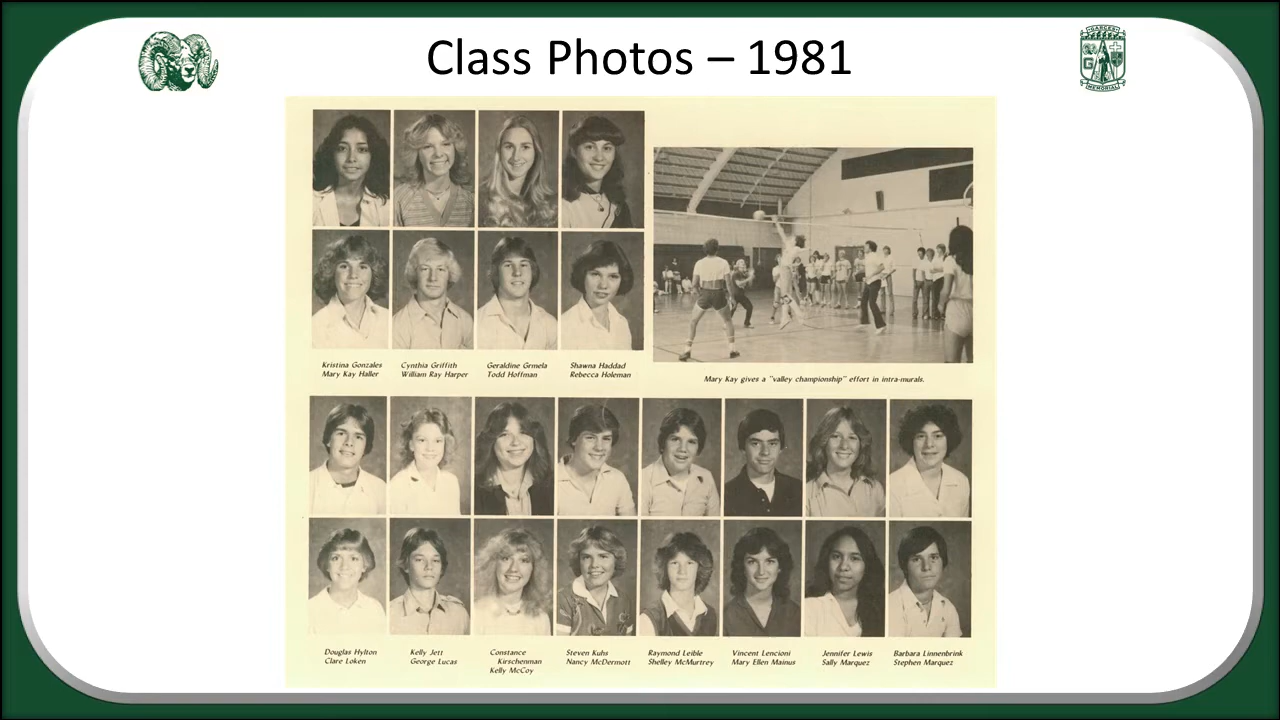 Class Photos – 1981
GARCES
G
MEMORIAL
Kristina Gonzales
Mary Kay Haller
Cynthia Griffith
William Ray Harper
Geraldine Grmela
Todd Hoffman
Shawna Haddad
Rebecca Holeman
Mary Kay gives a "valley championship" effort in intra-murals.
Douglas Hylton
Clare Loken
Kelly Jett
George Lucas
Constance
Kirschenman
Kelly McCoy
Steven Kuhs
Nancy McDermott
Raymond Leible
Shelley McMurtrey
Vincent Lencioni
Mary Ellen Mainus
Jennifer Lewis
Sally Marquez
Barbara Linnenbrink
Stephen Marquez